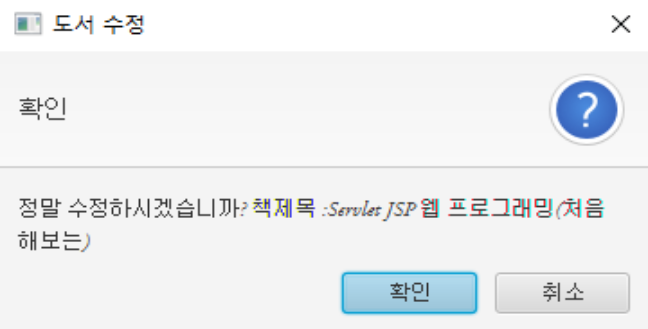 도서 수정
확인
정말 수정하시겠습니까? 책제목 :Servlet JSP 웹 프로그래밍(처음
해보는)
확인
취소